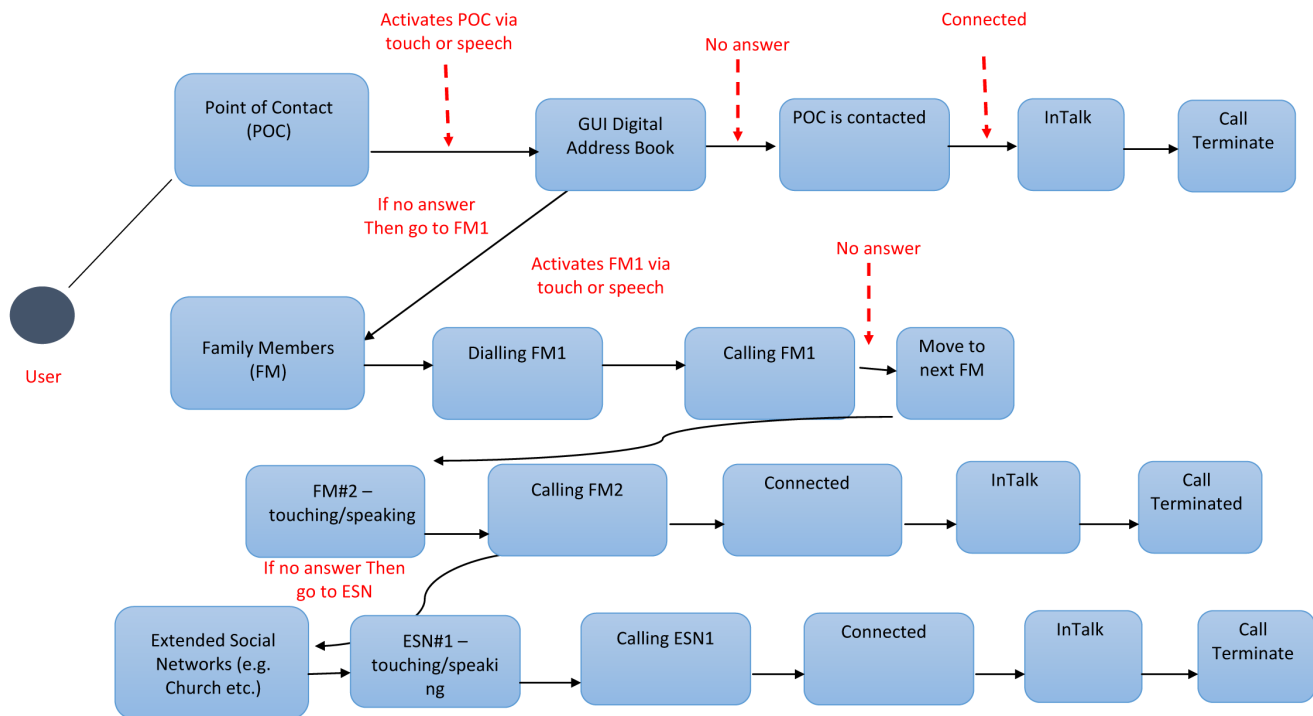 Activates POC via
touch or speech
No answer
Connected
Point of Contact
(POC)
GUI Digital
Address Book
POC is contacted
InTalk
Call
Terminate
If no answer
Then go to FM1
Activates FM1 via
touch or speech
No answer
User
Family Members
(FM)
Dialling FM1
Calling FM1
Move to
next FM
FM#2 –
touching/speaking
Calling FM2
Connected
InTalk
Call
Terminated
If no answer Then
go to ESN
Extended Social
Networks (e.g.
Church etc.)
ESN#1 –
touching/speaki
ng
Calling ESN1
Connected
InTalk
Call
Terminate